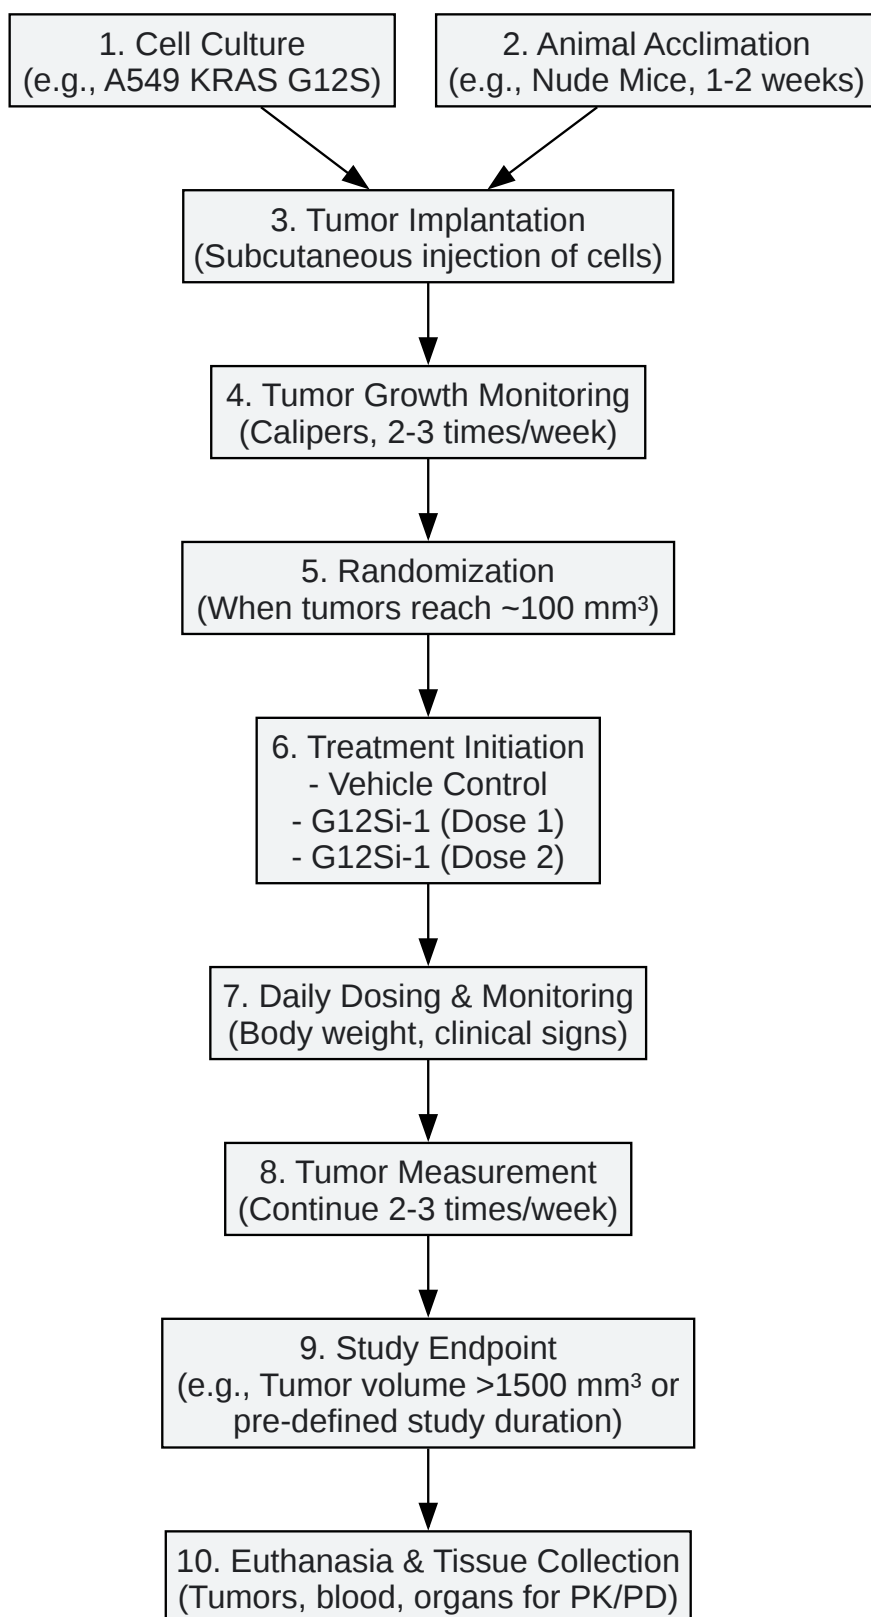 1. Cell Culture
(e.g., A549 KRAS G12S)
2. Animal Acclimation
(e.g., Nude Mice, 1-2 weeks)
3. Tumor Implantation
(Subcutaneous injection of cells)
4. Tumor Growth Monitoring
(Calipers, 2-3 times/week)
5. Randomization
(When tumors reach ~100 mm³)
6. Treatment Initiation
- Vehicle Control
- G12Si-1 (Dose 1)
- G12Si-1 (Dose 2)
7. Daily Dosing & Monitoring
(Body weight, clinical signs)
8. Tumor Measurement
(Continue 2-3 times/week)
9. Study Endpoint
(e.g., Tumor volume >1500 mm³ or
pre-defined study duration)
10. Euthanasia & Tissue Collection
(Tumors, blood, organs for PK/PD)